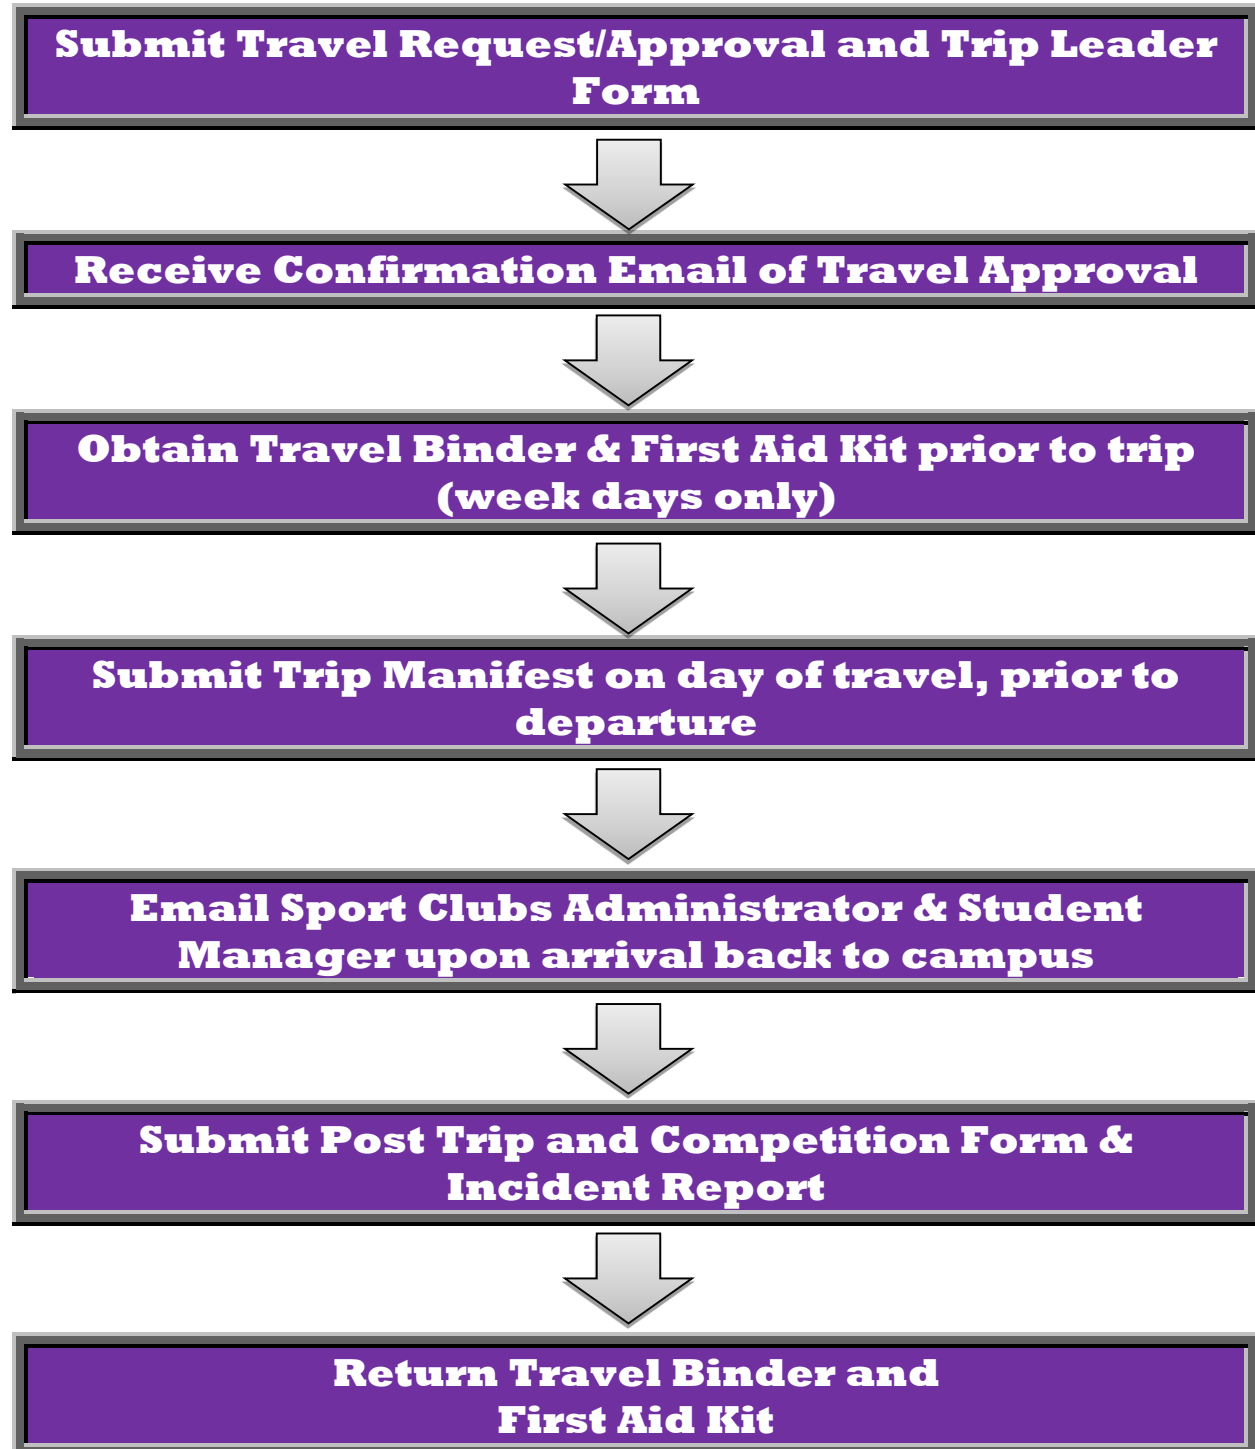 Submit Travel Request/Approval and Trip Leader
Form
Receive Confirmation Email of Travel Approval
Obtain Travel Binder & First Aid Kit prior to trip
(week days only)
Submit Trip Manifest on day of travel, prior to
departure
Email Sport Clubs Administrator & Student
Manager upon arrival back to campus
Submit Post Trip and Competition Form &
Incident Report
Return Travel Binder and
First Aid Kit